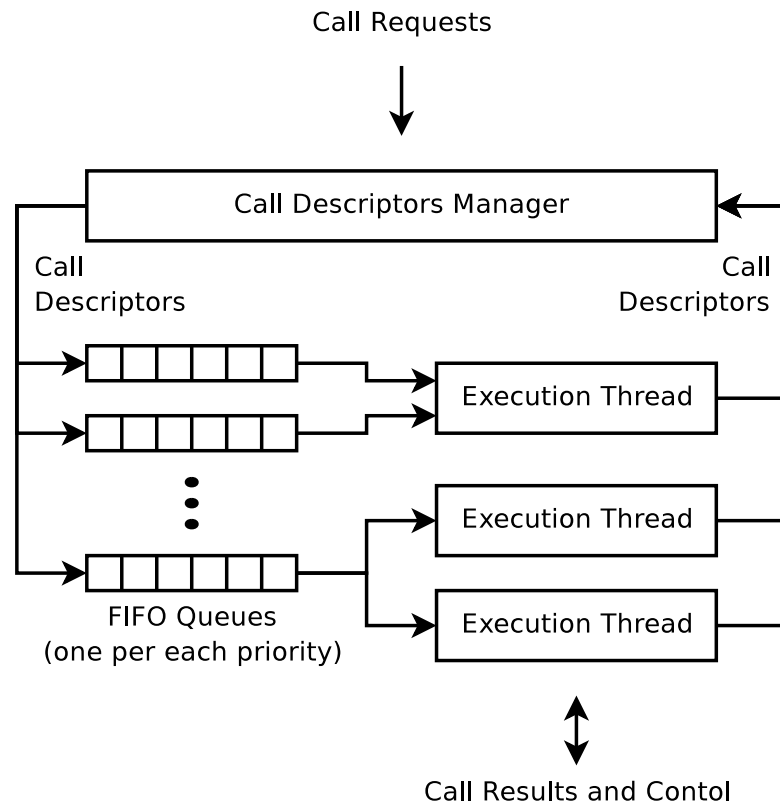 Call Requests
Call Descriptors Manager
Call
Descriptors
Call
Descriptors
Execution Thread
Execution Thread
Execution Thread
FIFO Queues
(one per each priority)
Call Results and Contol